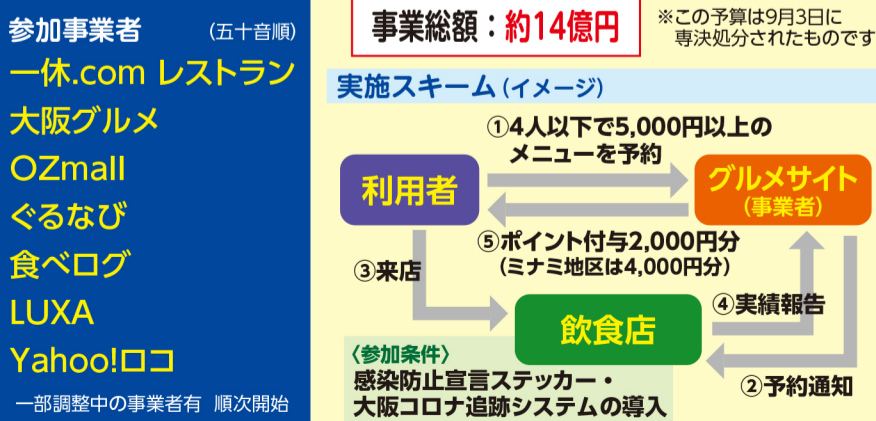 参加事業者 (五十音順)
一休.com レストラン
大阪グルメ
OZmall
ぐるなび
食べログ
LUXA
Yahoo!ロコ
一部調整中の事業者有 順次開始
事業総額：約14億円
※この予算は9月3日に
専決処分されたものです
実施スキーム（イメージ）
①4人以下で5,000円以上の
メニューを予約
利用者
グルメサイト
（事業者）
⑤ポイント付与2,000円分
（ミナミ地区は4,000円分）
③来店
④実績報告
飲食店
②予約通知
〈参加条件〉
感染防止宣言ステッカー・
大阪コロナ追跡システムの導入